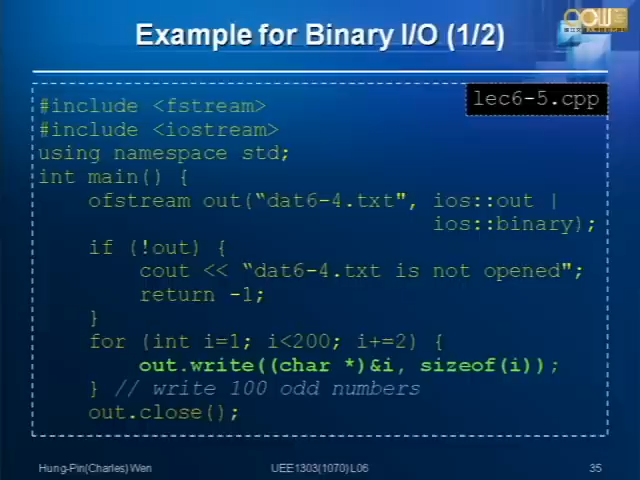 Example for Binary I/O (1/2)
lec6-5.cpp
#include <fstream>
#include <iostream>
using namespace std;
int main() {
ofstream out(“dat6-4.txt", ios::out |
ios::binary);
if (!out) {
cout << “dat6-4.txt is not opened";
return -1;
}
for (int i=1; i<200; i+=2) {
out.write((char *)&i, sizeof(i));
} // write 100 odd numbers
out.close();
Hung-Pin(Charles) Wen
UEE1303(1070) L06
35